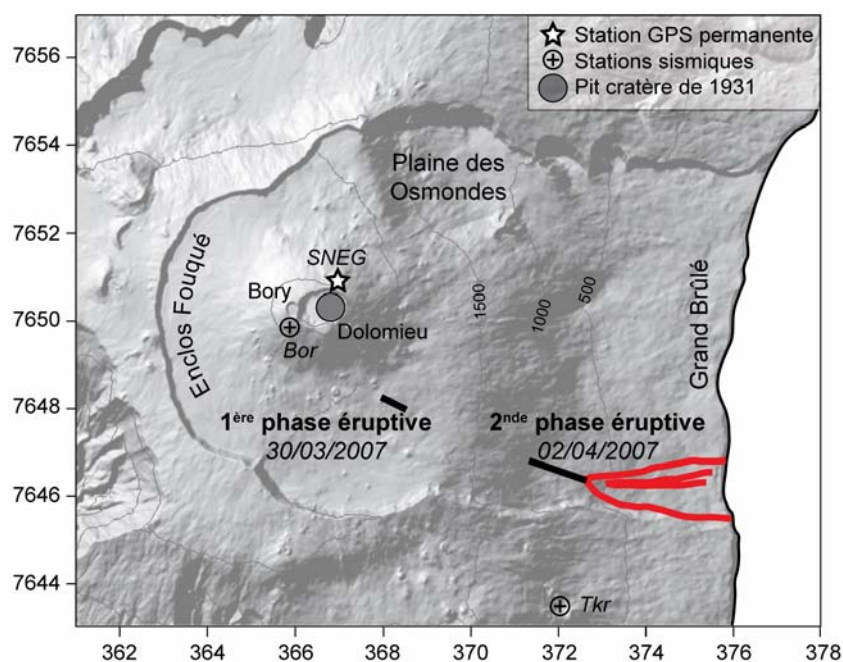 Station GPS permanente
Stations sismiques
Pit cratère de 1931
7656
7654
7652
7650
7648
7646
7644
Plaine des
Osmondes
SNEG
Bory
Dolomieu
Bor
Enclos Fouqué
1500
1000
500
Grand Brûlé
1ère phase éruptive
30/03/2007
2nde phase éruptive
02/04/2007
Tkr
362
364
366
368
370
372
374
376
378